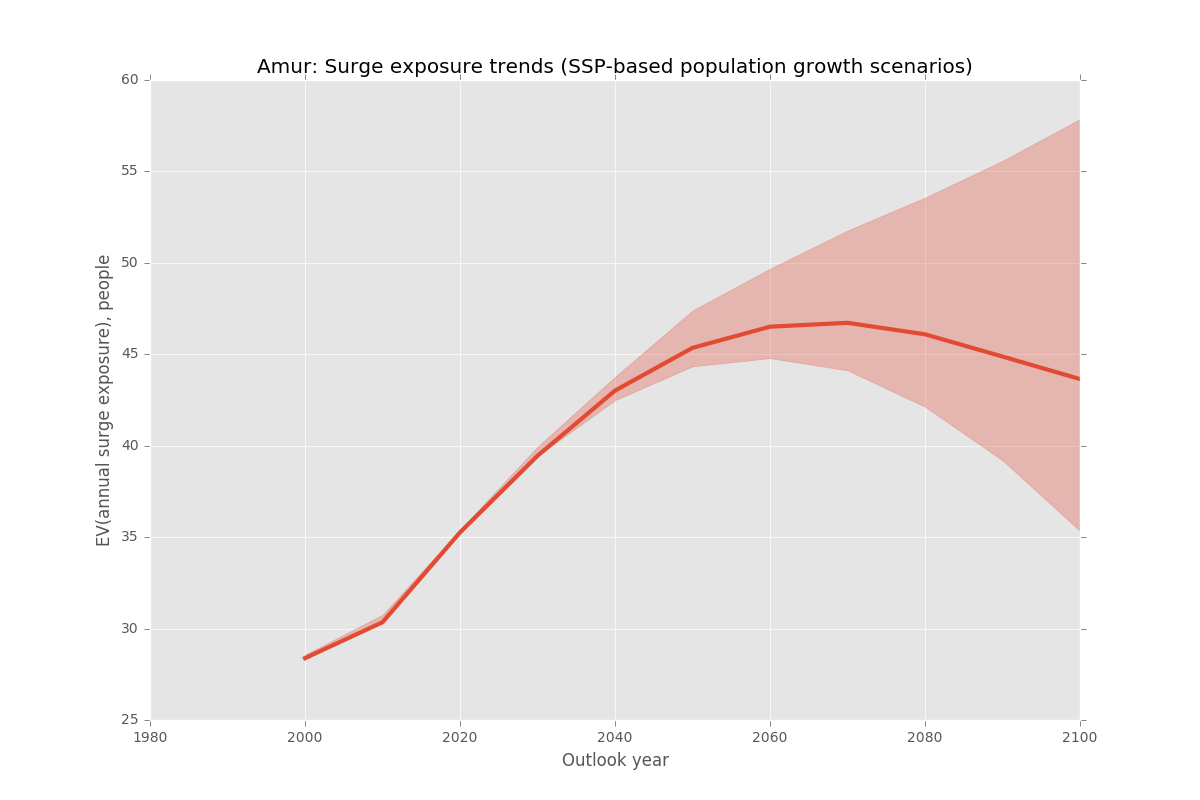 Amur: Surge exposure trends (SSP-based population growth scenarios)
60
55
50
45
40
35
30
25
EV(annual surge exposure), people
1980 2000 2020 2040 2060 2080 2100
Outlook year